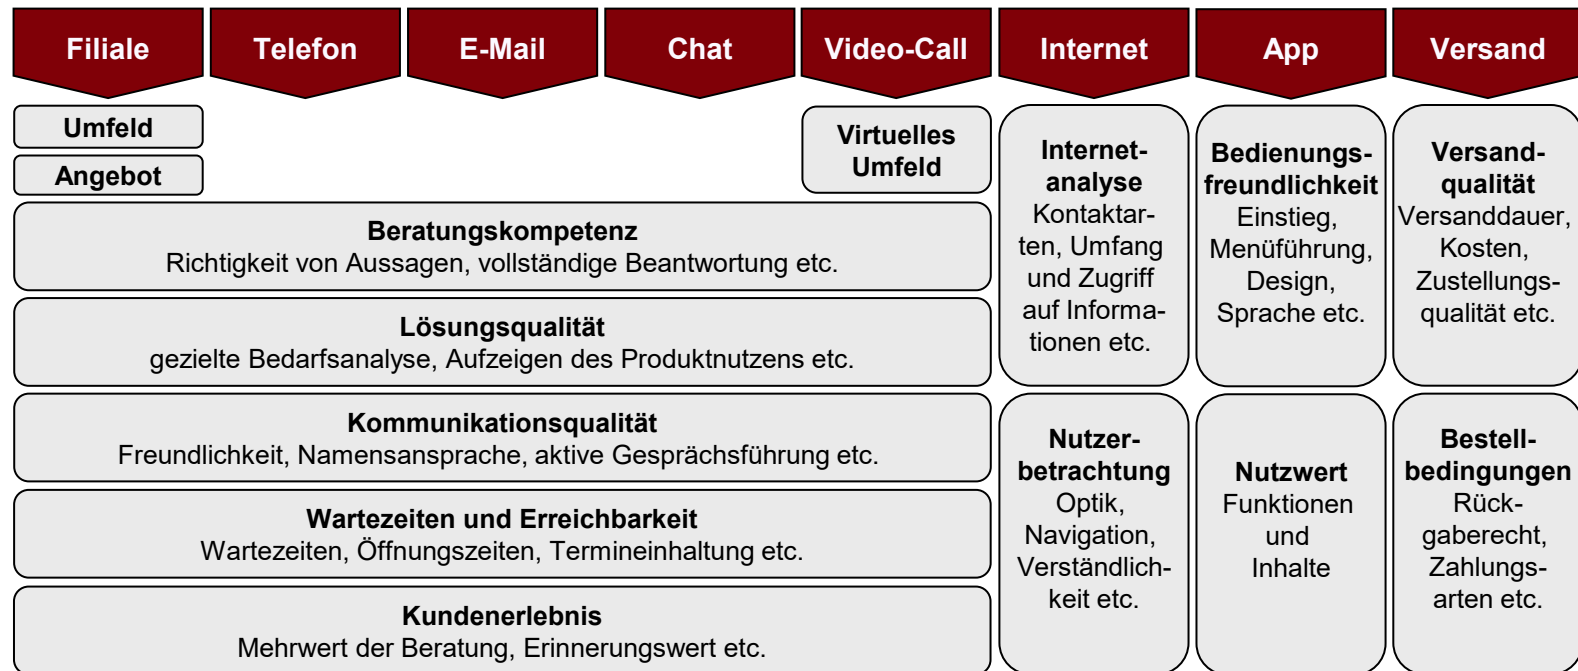 Filiale
Telefon
E-Mail
Chat
Video-Call
Internet
App
Versand
Umfeld
Angebot
Virtuelles
Umfeld
Beratungskompetenz
Richtigkeit von Aussagen, vollständige Beantwortung etc.
Lösungsqualität
gezielte Bedarfsanalyse, Aufzeigen des Produktnutzens etc.
Kommunikationsqualität
Freundlichkeit, Namensansprache, aktive Gesprächsführung etc.
Wartezeiten und Erreichbarkeit
Wartezeiten, Öffnungszeiten, Termineinhaltung etc.
Kundenerlebnis
Mehrwert der Beratung, Erinnerungswert etc.
Internet-
analyse
Kontaktar-
ten, Umfang
und Zugriff
auf Informa-
tionen etc.
Nutzer-
betrachtung
Optik,
Navigation,
Verständlich-
keit etc.
Bedienungs-
freundlichkeit
Einstieg,
Menüführung,
Design,
Sprache etc.
Nutzwert
Funktionen
und
Inhalte
Versand-
qualität
Versanddauer,
Kosten,
Zustellungs-
qualität etc.
Bestell-
bedingungen
Rück-
gaberecht,
Zahlungs-
arten etc.